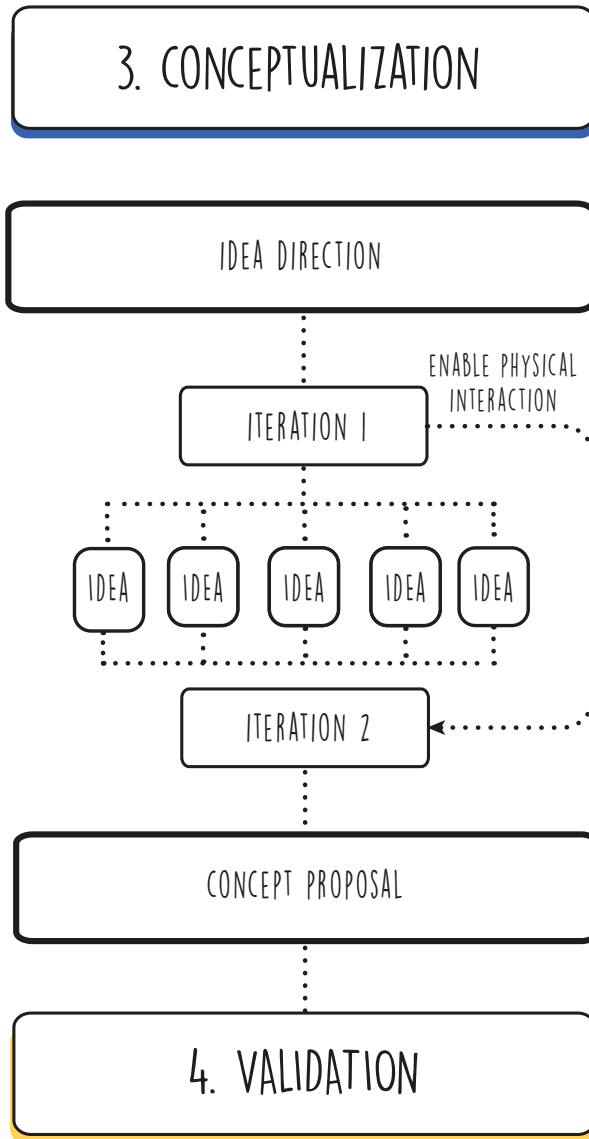 3. CONCEPTUALIZATION
IDEA DIRECTION
ENABLE PHYSICAL
INTERACTION
ITERATION 1
IDEA IDEA IDEA IDEA IDEA
ITERATION 2
CONCEPT PROPOSAL
4. VALIDATION